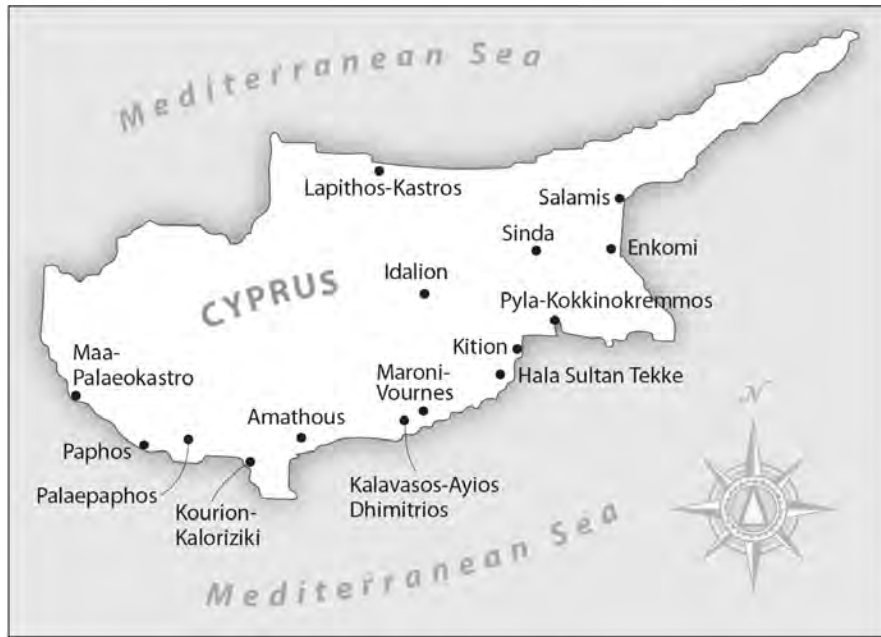 Mediterranean Sea
Lapithos-Kastros
Salamis
Sinda
Enkomi
Idalion
CYPRUS
Pyla-Kokkinokremmos
Kition
Maa-
Palaeokastro
Maroni-
Vournes
Hala Sultan Tekke
N
Amathous
Paphos
Palaepaphos
Kourion-
Kaloriziki
Kalavasos-Ayios
Dhimitrios
Mediterranean Sea